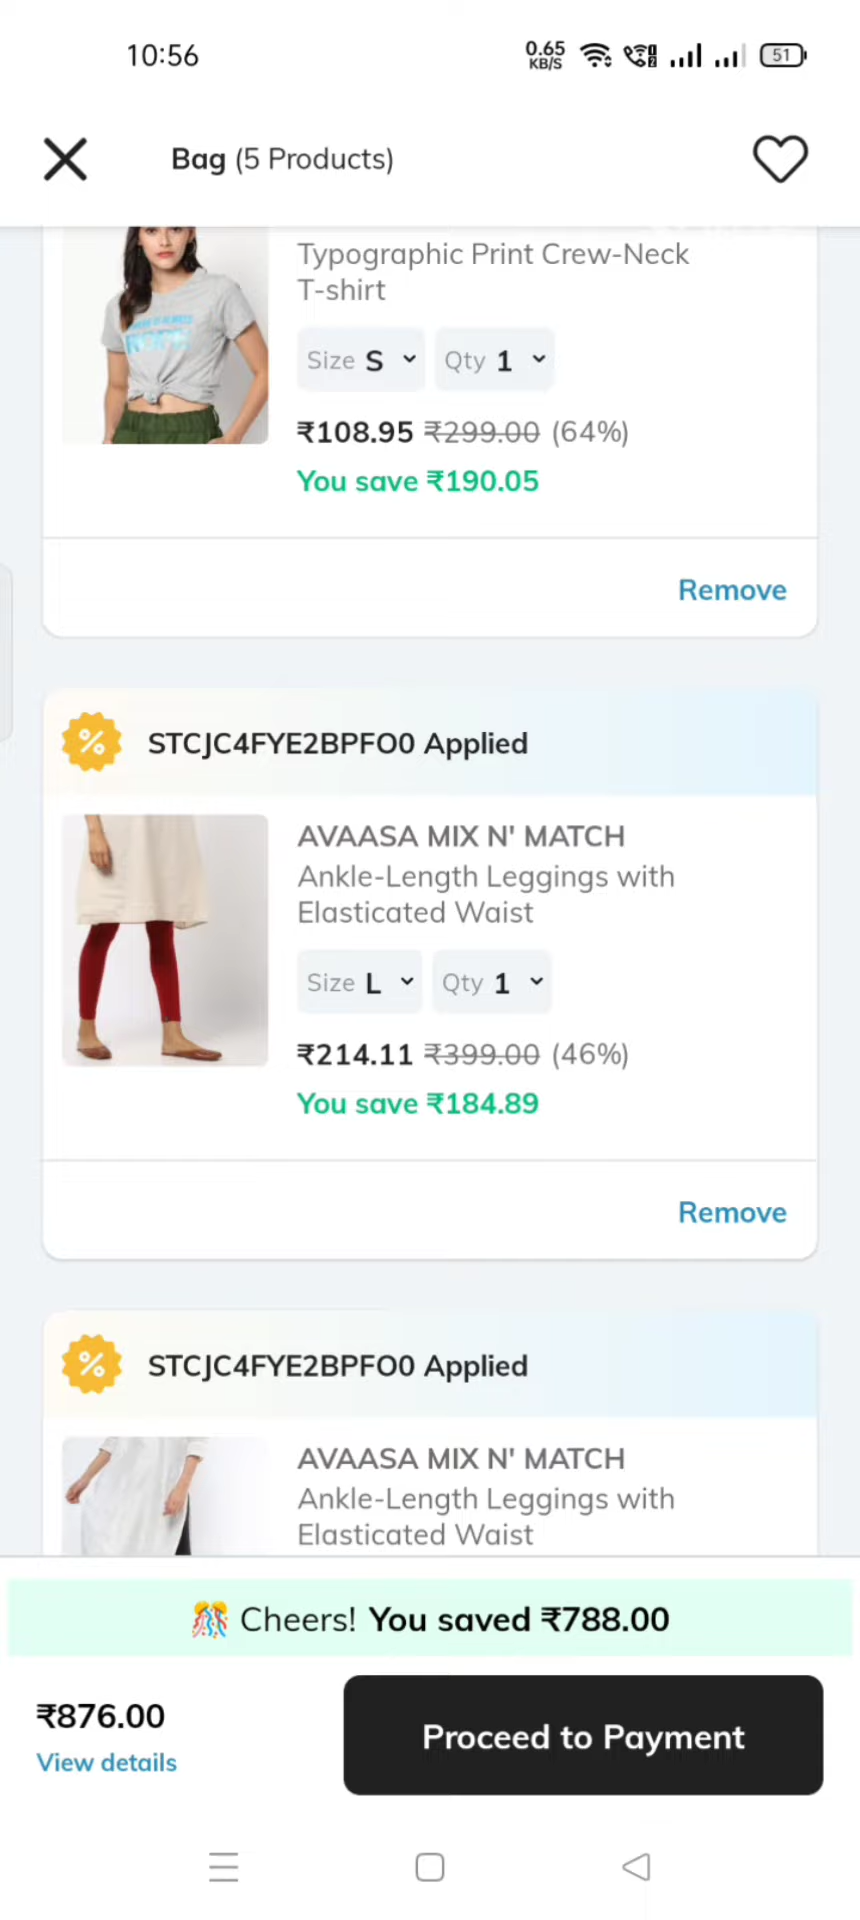 10:56
0.65
KB/S
51
Bag (5 Products)
Typographic Print Crew-Neck
T-shirt
Size S
Qty 1
₹108.95 ₹299.00 (64%)
You save ₹190.05
Remove
STCJC4FYE2BPFO0 Applied
AVAASA MIX N' MATCH
Ankle-Length Leggings with
Elasticated Waist
Size L
Qty 1
₹214.11 ₹399.00 (46%)
You save ₹184.89
Remove
STCJC4FYE2BPFO0 Applied
AVAASA MIX N' MATCH
Ankle-Length Leggings with
Elasticated Waist
Cheers! You saved ₹788.00
₹876.00
View details
Proceed to Payment